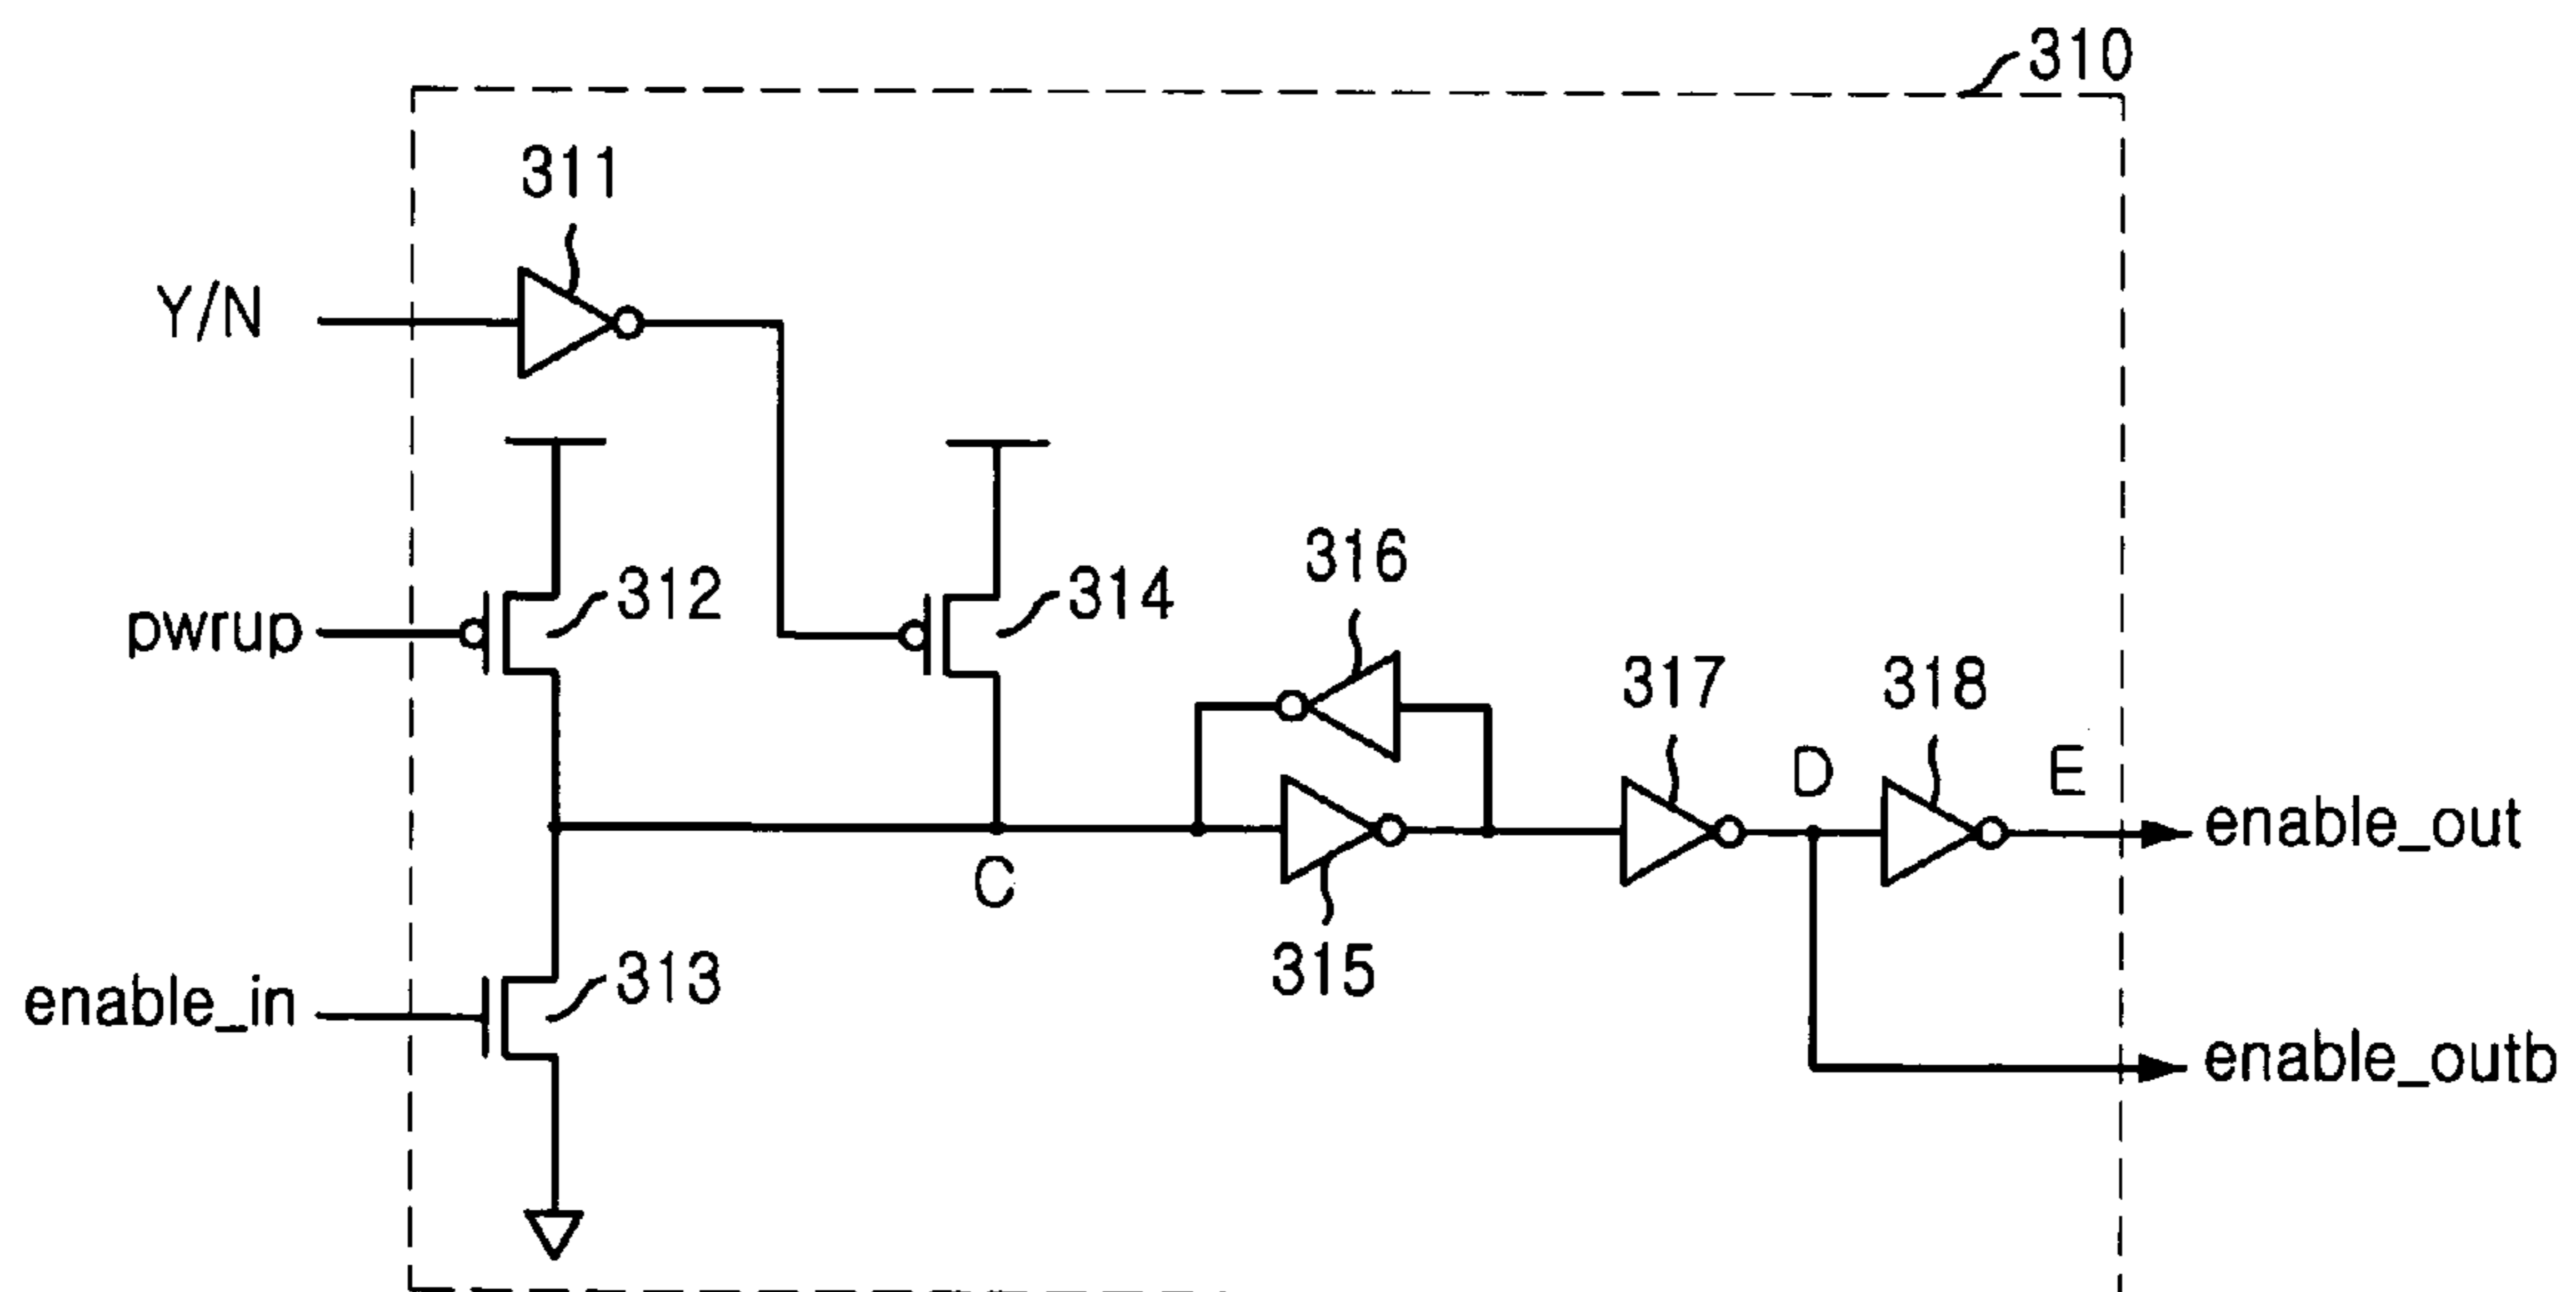 310
311
Y/N
312
314
316
pwrup
317
318
D
E
enable_out
C
315
enable_in
313
enable_outb